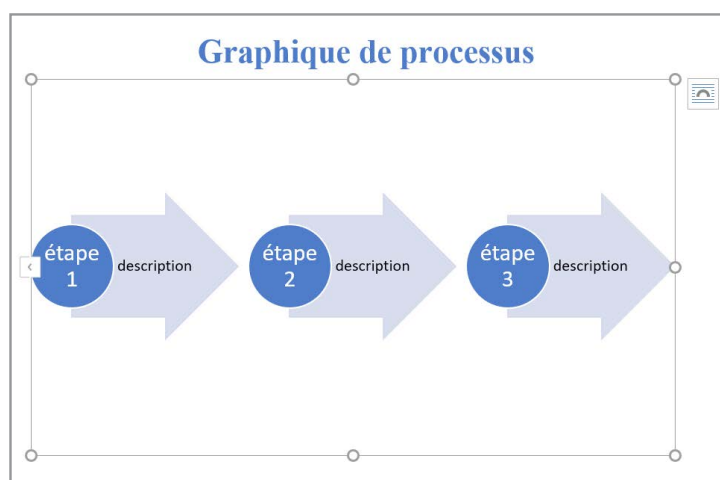 Graphique de processus
étape
1
description
étape
2
description
étape
3
description